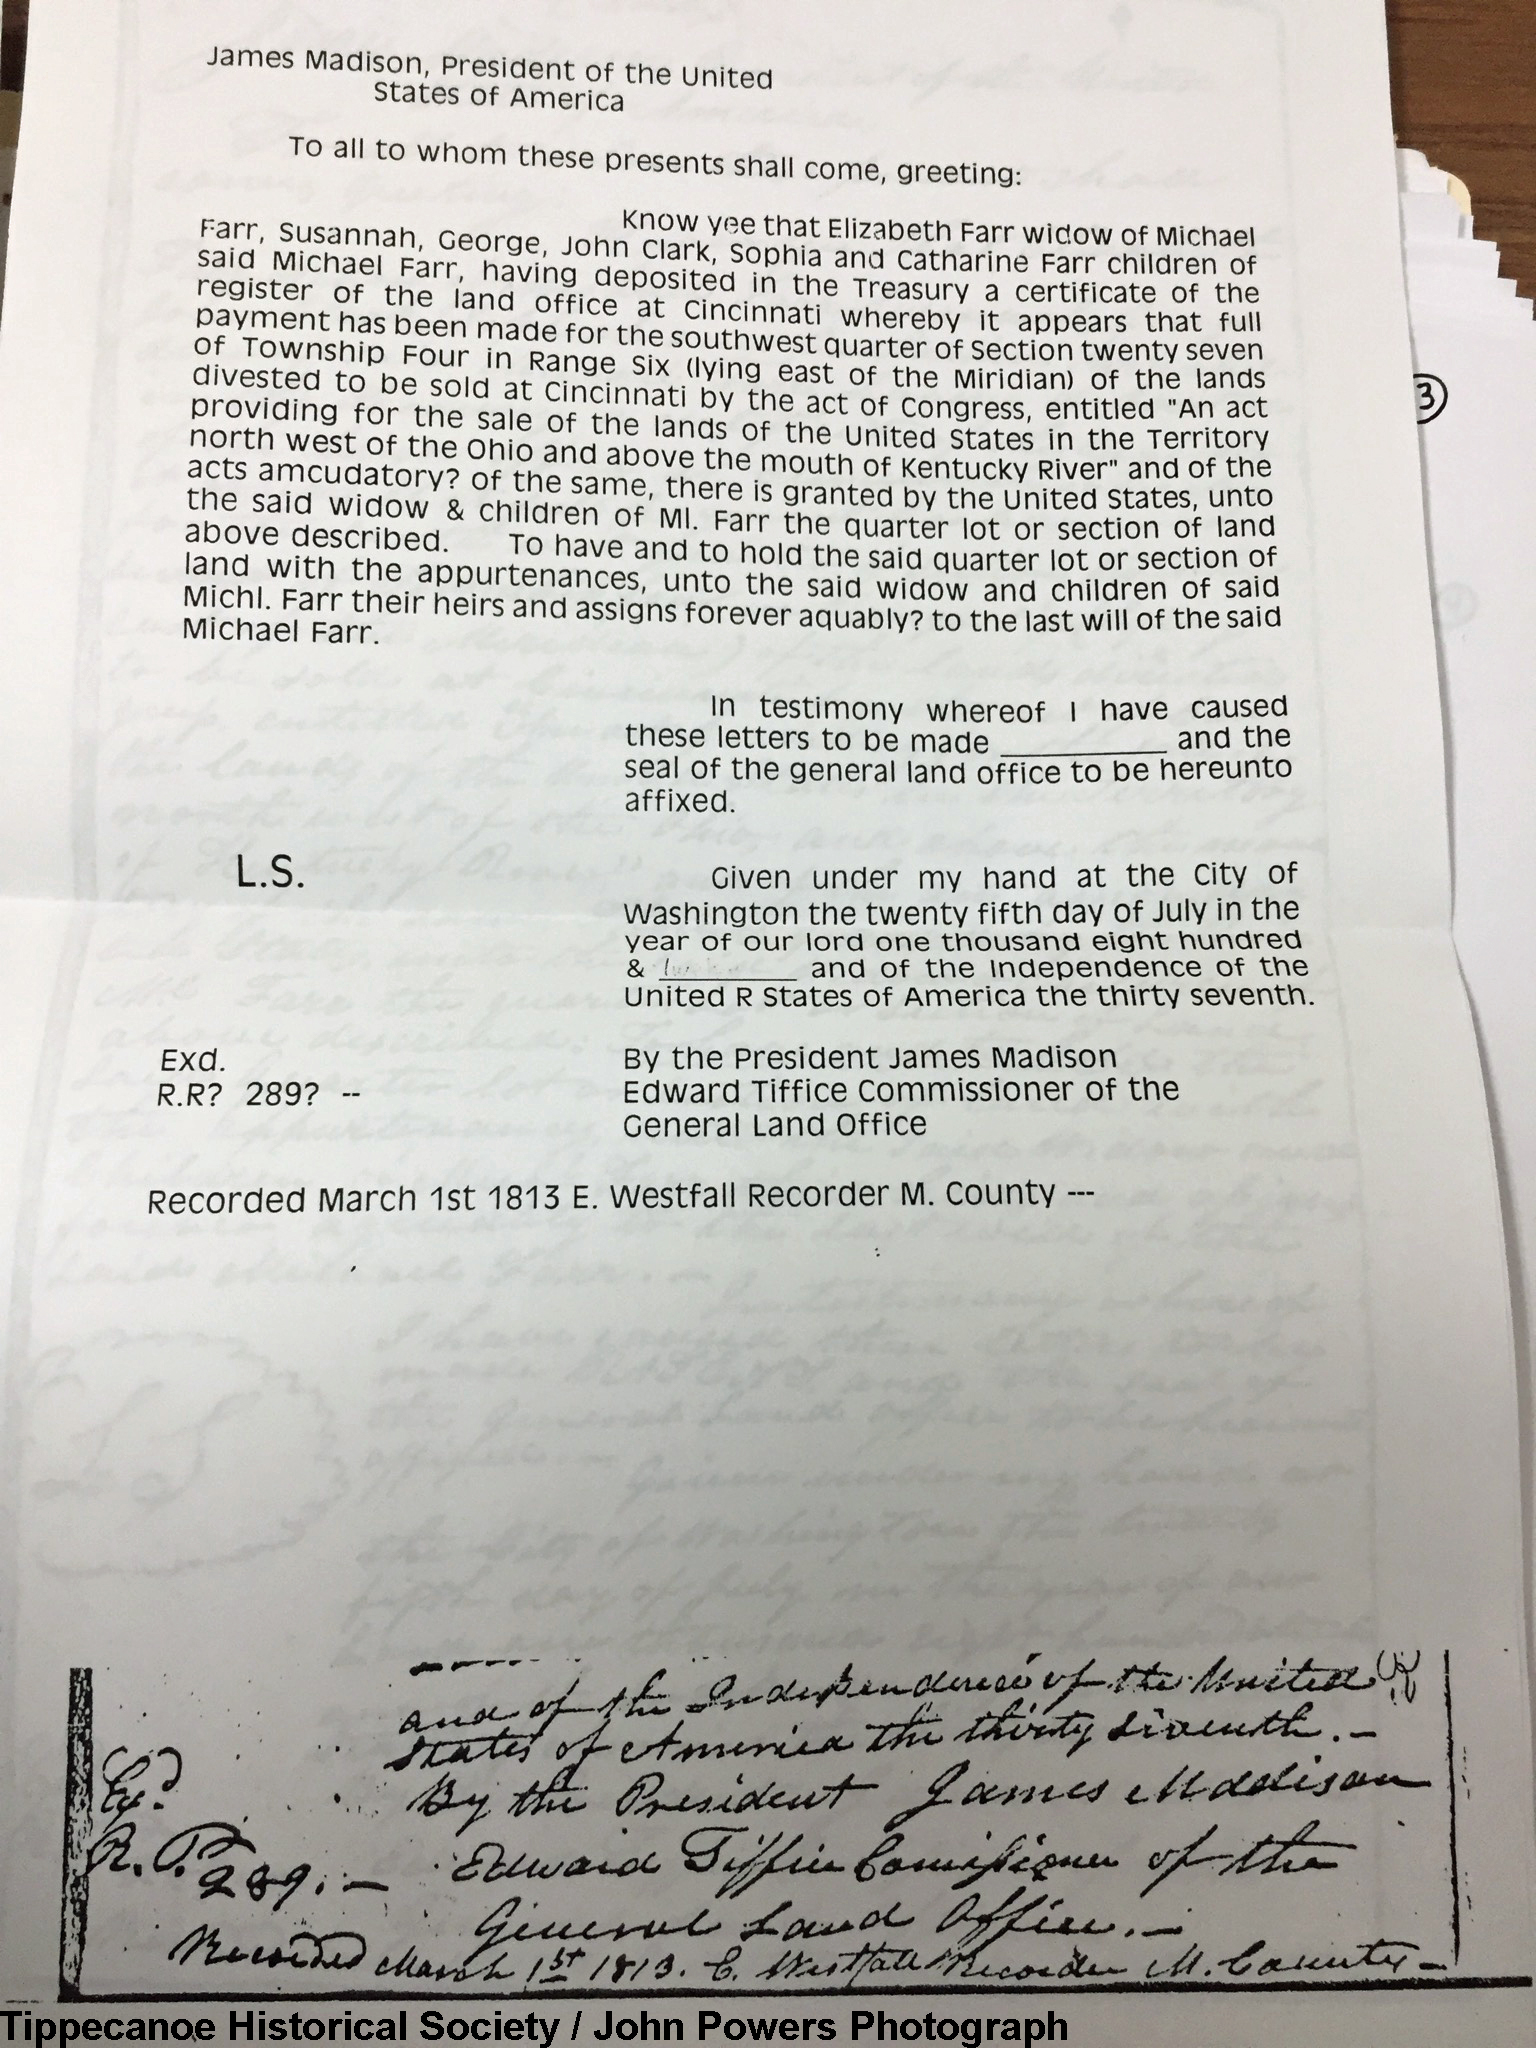 James Madison, President of the United
States of America
To all to whom these presents shall come, greeting:
Know yee that Elizabeth Farr widow of Michael
Farr, Susannah, George, John Clark, Sophia and Catharine Farr children of
said Michael Farr, having deposited in the Treasury a certificate of the
register of the land office at Cincinnati whereby it appears that full
payment has been made for the southwest quarter of Section twenty seven
of Township Four in Range Six (lying east of the Miridian) of the lands
divested to be sold at Cincinnati by the act of Congress, entitled "An act
providing for the sale of the lands of the United States in the Territory
north west of the Ohio and above the mouth of Kentucky River" and of the
acts amcudatory? of the same, there is granted by the United States, unto
the said widow & children of Ml. Farr the quarter lot or section of land
above described. To have and to hold the said quarter lot or section of
land with the appurtenances, unto the said widow and children of said
Michl. Farr their heirs and assigns forever aquably? to the last will of the said
Michael Farr.
In testimony whereof I have caused
these letters to be made __________ and the
seal of the general land office to be hereunto
affixed.
L.S.
Given under my hand at the City of
Washington the twenty fifth day of July in the
year of our lord one thousand eight hundred
& ________ and of the Independence of the
United R States of America the thirty seventh.
Exd.
R.R? 289? --
By the President James Madison
Edward Tiffice Commissioner of the
General Land Office
Recorded March 1st 1813 E. Westfall Recorder M. County ---
3
and of the Independence of the United
States of America the thirty seventh. -
By the President James Maddison
Exd.
R.P. 289. -
Edward Tiffin Comissioner of the
General Land Office. -
Recorded March 1st 1813. E. Westfall Recorder M. County -
Tippecanoe Historical Society / John Powers Photograph